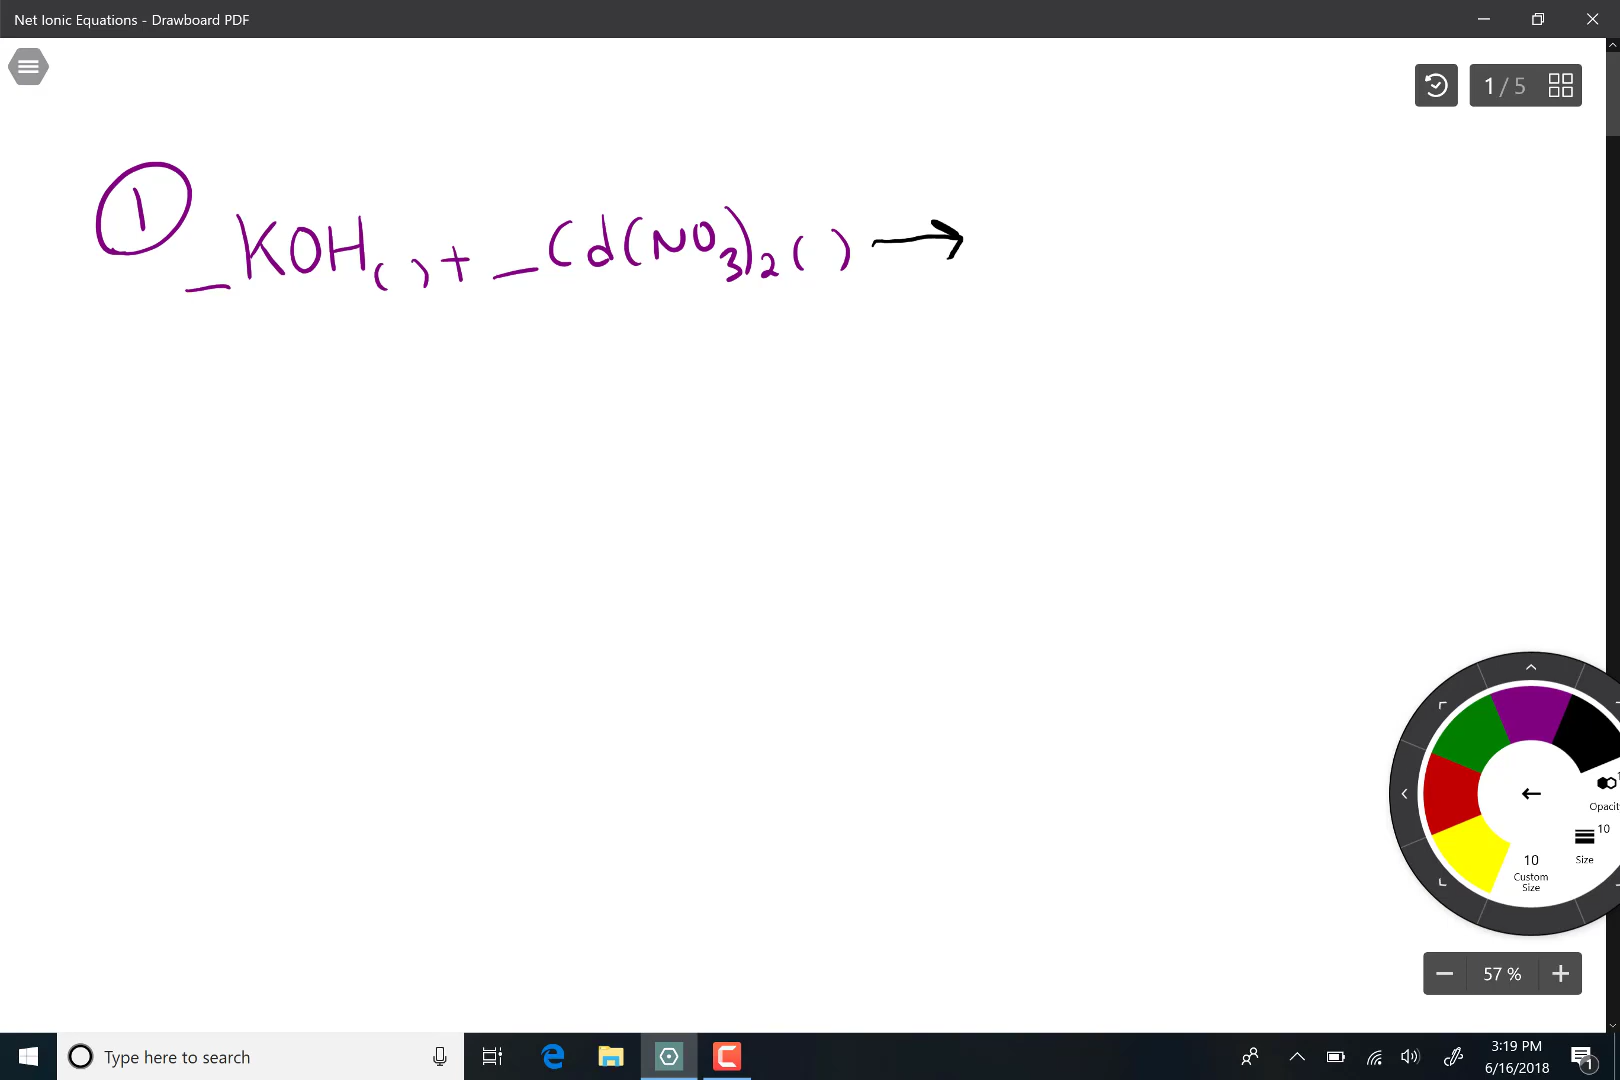 Net Ionic Equations - Drawboard PDF
1 / 5
1
_KOH( ) + _Cd(NO3)2( ) →
Opacit
10
Size
10
Custom
Size
57 %
Type here to search
3:19 PM
6/16/2018
1